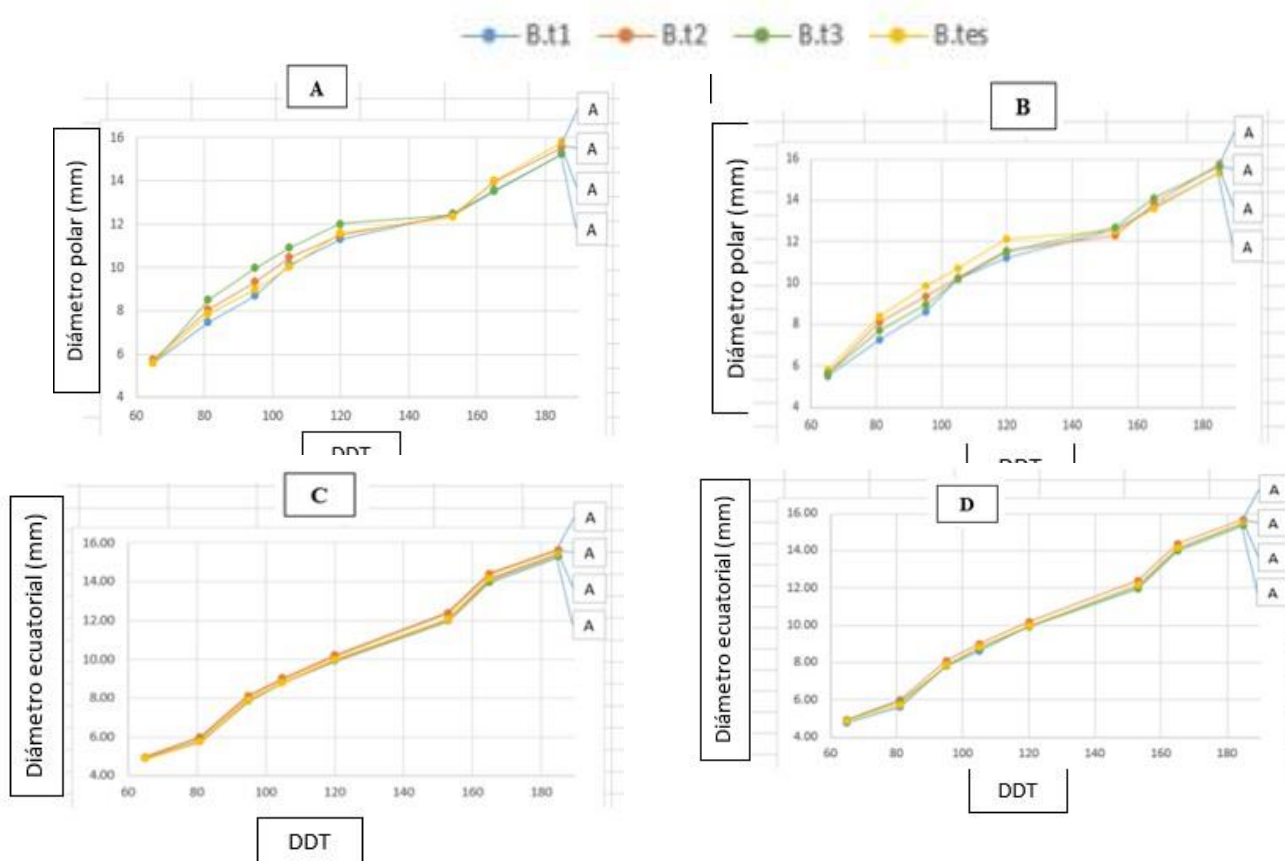 B.t1 B.t2 B.t3 B.tes
A
Diámetro polar (mm)
16
14
12
10
8
6
4
60 80 100 120 140 160 180
A
A
A
A
DDT
B
Diámetro polar (mm)
16
14
12
10
8
6
4
60 80 100 120 140 160 180
A
A
A
A
DDT
C
Diámetro ecuatorial (mm)
16.00
14.00
12.00
10.00
8.00
6.00
4.00
60 80 100 120 140 160 180
A
A
A
A
DDT
D
Diámetro ecuatorial (mm)
16.00
14.00
12.00
10.00
8.00
6.00
4.00
60 80 100 120 140 160 180
A
A
A
A
DDT